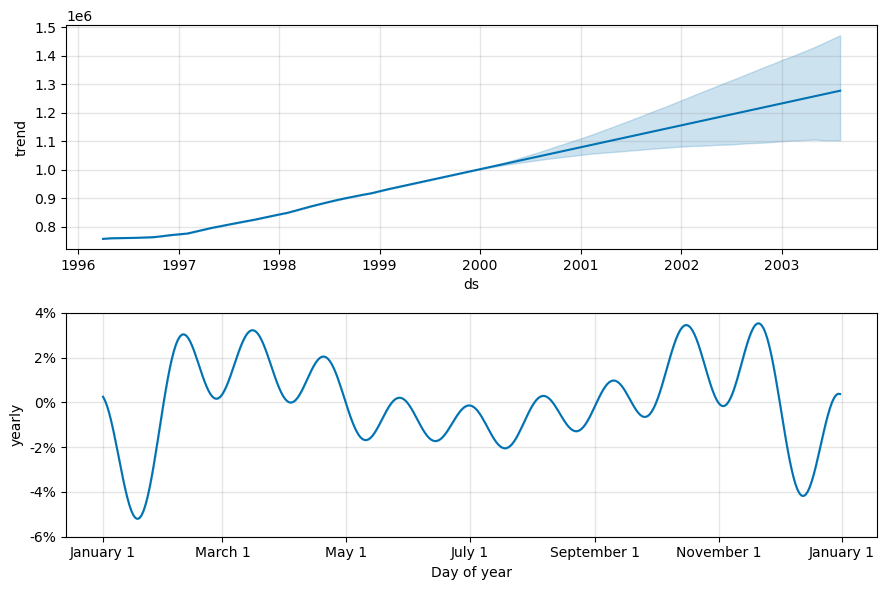 1e6
1.5
1.4
1.3
1.2
1.1
1.0
0.9
0.8
trend
1996 1997 1998 1999 2000 2001 2002 2003
ds
4%
2%
0%
-2%
-4%
-6%
yearly
January 1 March 1 May 1 July 1 September 1 November 1 January 1
Day of year